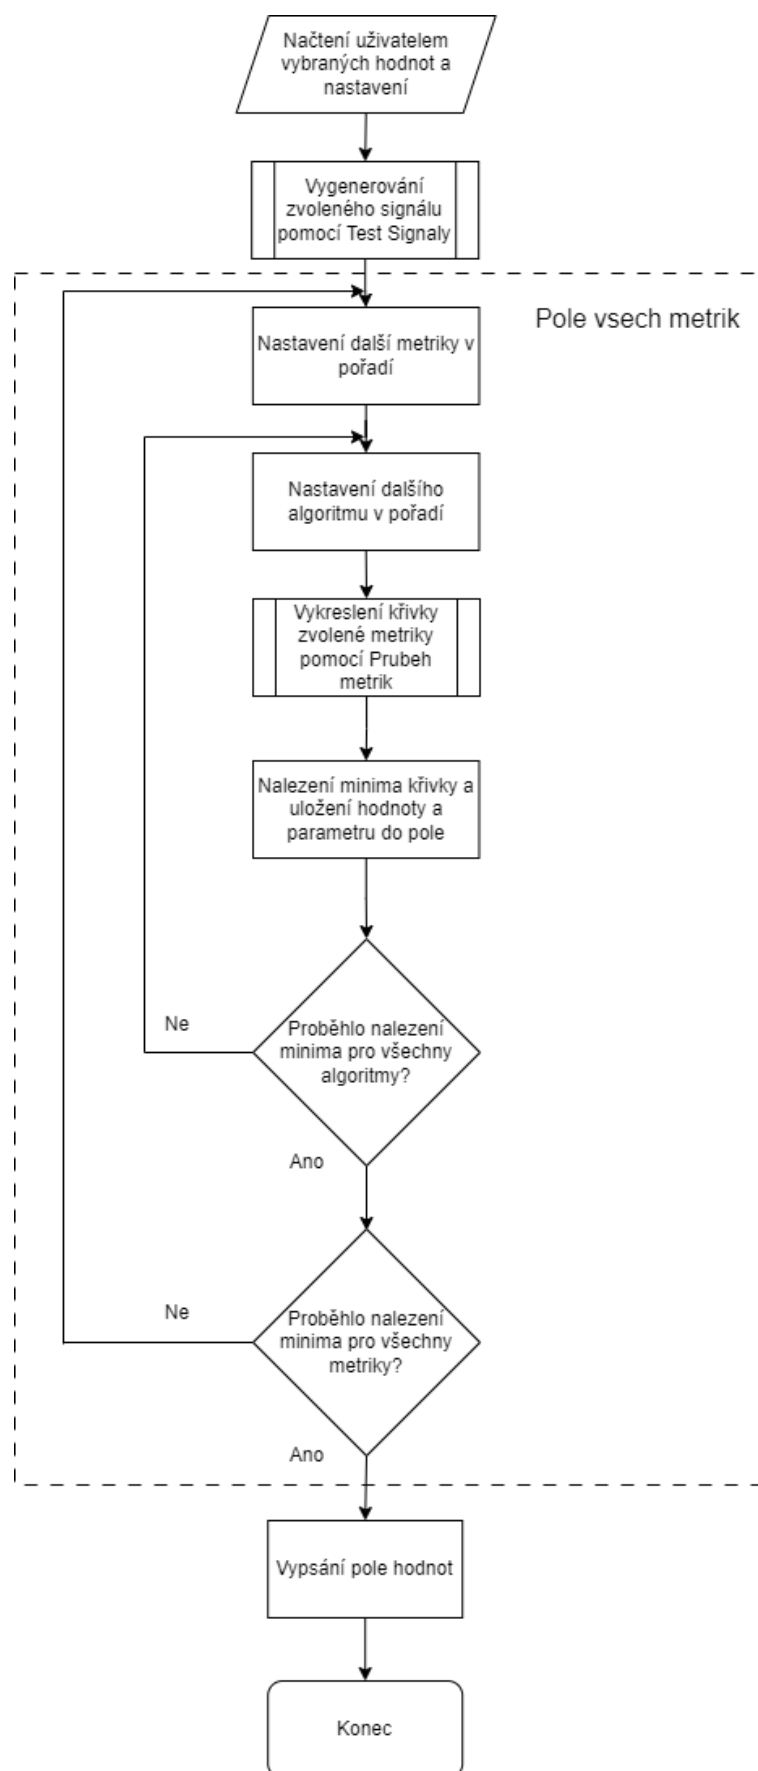 Načtení uživatelem
vybraných hodnot a
nastavení
Vygenerování
zvoleného signálu
pomocí Test Signaly
Pole vsech metrik
Nastavení další metriky v
pořadí
Nastavení dalšího
algoritmu v pořadí
Vykreslení křivky
zvolené metriky
pomocí Prubeh
metrik
Nalezení minima křivky a
uložení hodnoty a
parametru do pole
Ne
Proběhlo nalezení
minima pro všechny
algoritmy?
Ano
Ne
Proběhlo nalezení
minima pro všechny
metriky?
Ano
Vypsání pole hodnot
Konec